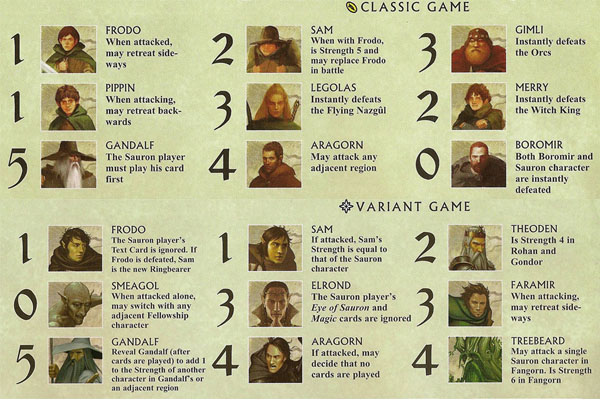 CLASSIC GAME
1
FRODO
When attacked,
may retreat side-
ways
2
SAM
When with Frodo,
is Strength 5 and
may replace Frodo
in battle
3
GIMLI
Instantly defeats
the Orcs
1
PIPPIN
When attacking,
may retreat back-
wards
3
LEGOLAS
Instantly defeats
the Flying Nazgûl
2
MERRY
Instantly defeats
the Witch King
5
GANDALF
The Sauron player
must play his card
first
4
ARAGORN
May attack any
adjacent region
0
BOROMIR
Both Boromir and
Sauron character
are instantly
defeated
VARIANT GAME
1
FRODO
The Sauron player's
Text Card is ignored. If
Frodo is defeated, Sam
is the new Ringbearer
1
SAM
If attacked, Sam's
Strength is equal to
that of the Sauron
character
2
THEODEN
Is Strength 4 in
Rohan and
Gondor
0
SMEAGOL
When attacked alone,
may switch with any
adjacent Fellowship
character
3
ELROND
The Sauron player's
Eye of Sauron and
Magic cards are ignored
3
FARAMIR
When attacking,
may retreat side-
ways
5
GANDALF
Reveal Gandalf (after
cards are played) to add 1
to the Strength of another
character in Gandalf's or
an adjacent region
4
ARAGORN
If attacked, may
decide that no
cards are played
4
TREEBEARD
May attack a single
Sauron character in
Fangorn. Is Strength
6 in Fangorn